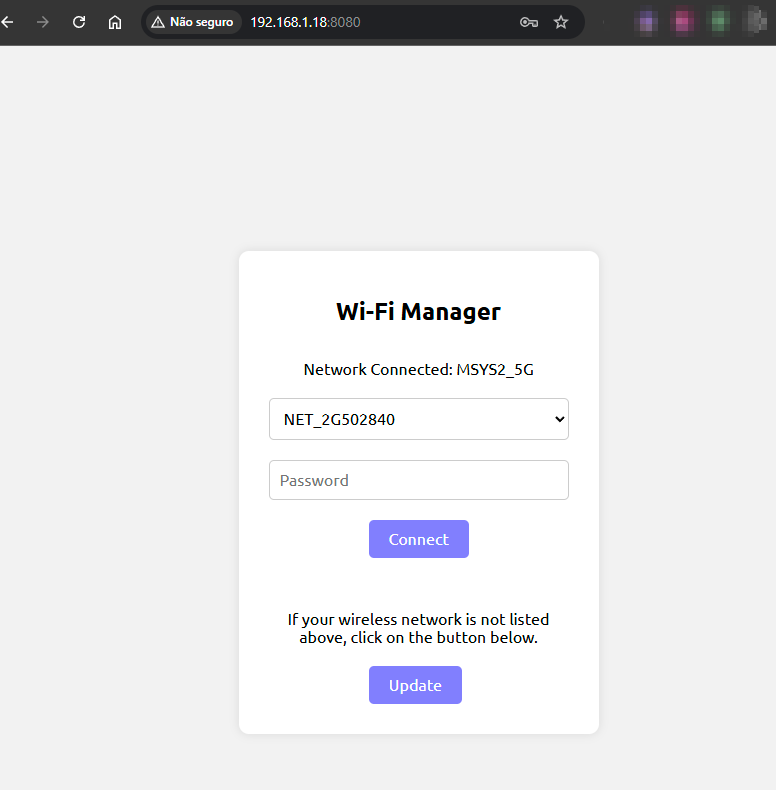 Não seguro 192.168.1.18:8080
Wi-Fi Manager
Network Connected: MSYS2_5G
NET_2G502840
Password
Connect
If your wireless network is not listed
above, click on the button below.
Update